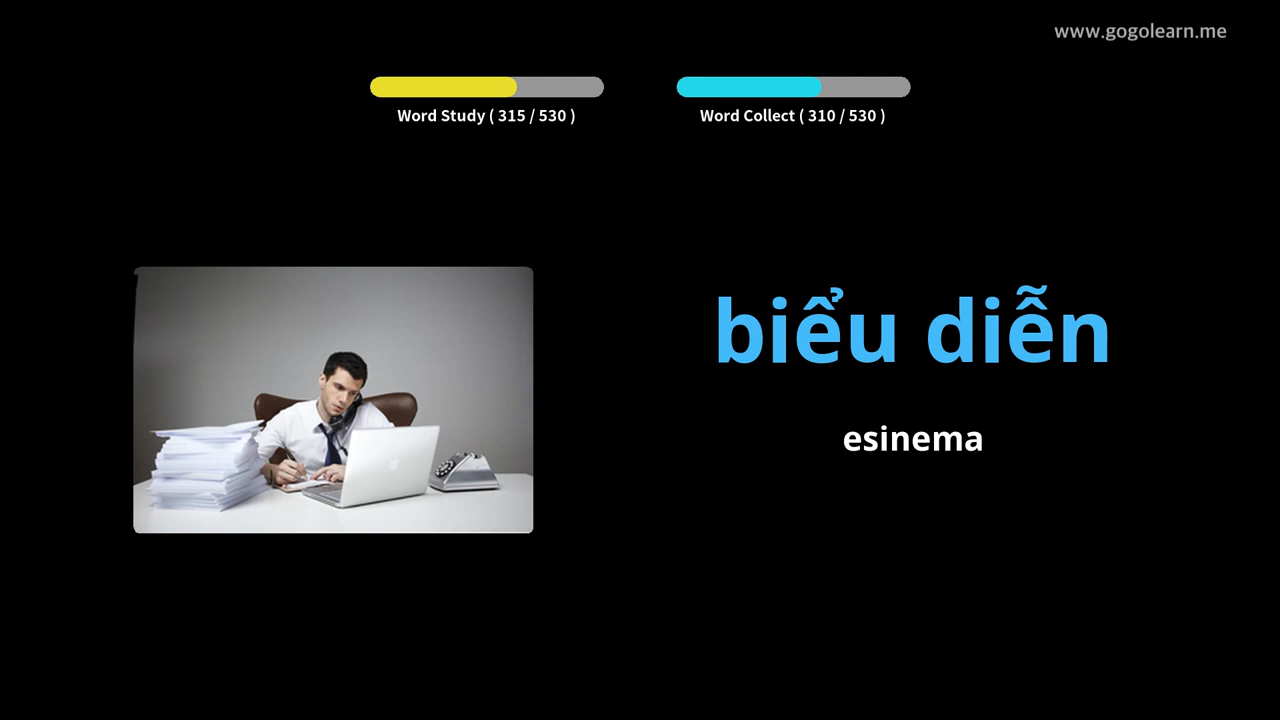 www.gogolearn.me
Word Study ( 315 / 530 )
Word Collect ( 310 / 530 )
biểu diễn
esinema